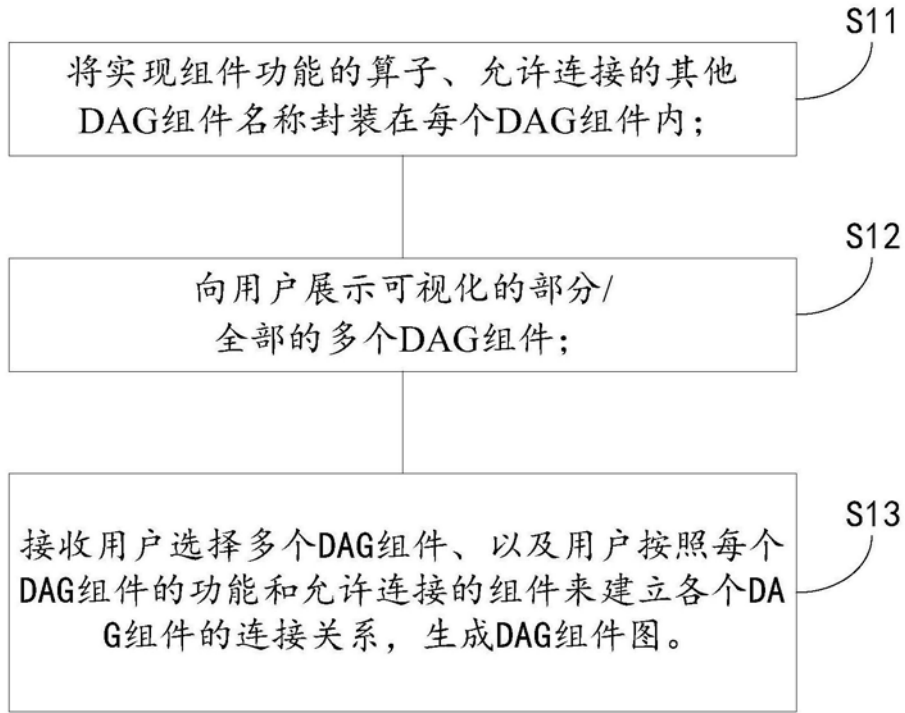 S11
将实现组件功能的算子、允许连接的其他
DAG组件名称封装在每个DAG组件内；
S12
向用户展示可视化的部分/
全部的多个DAG组件；
S13
接收用户选择多个DAG组件、以及用户按照每个
DAG组件的功能和允许连接的组件来建立各个DA
G组件的连接关系，生成DAG组件图。